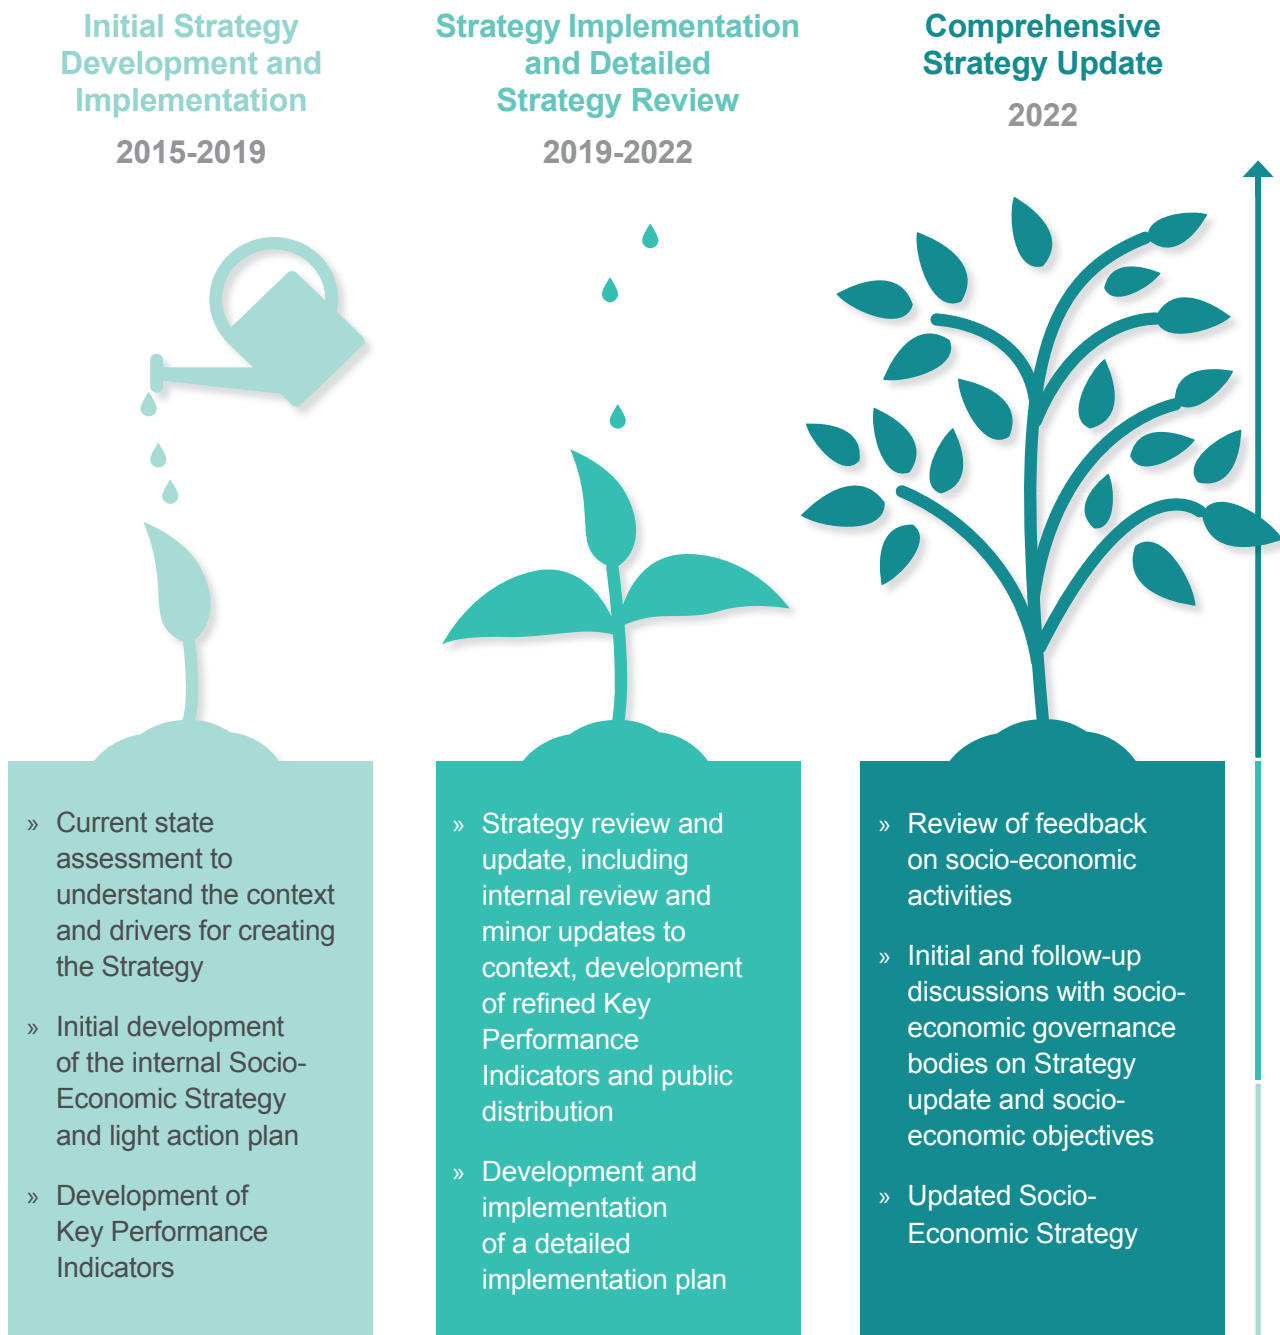 Initial Strategy
Development and
Implementation
2015-2019
Strategy Implementation
and Detailed
Strategy Review
2019-2022
Comprehensive
Strategy Update
2022
» Current state
assessment to
understand the context
and drivers for creating
the Strategy
» Initial development
of the internal Socio-
Economic Strategy
and light action plan
» Development of
Key Performance
Indicators
» Strategy review and
update, including
internal review and
minor updates to
context, development
of refined Key
Performance
Indicators and public
distribution
» Development and
implementation
of a detailed
implementation plan
» Review of feedback
on socio-economic
activities
» Initial and follow-up
discussions with socio-
economic governance
bodies on Strategy
update and socio-
economic objectives
» Updated Socio-
Economic Strategy